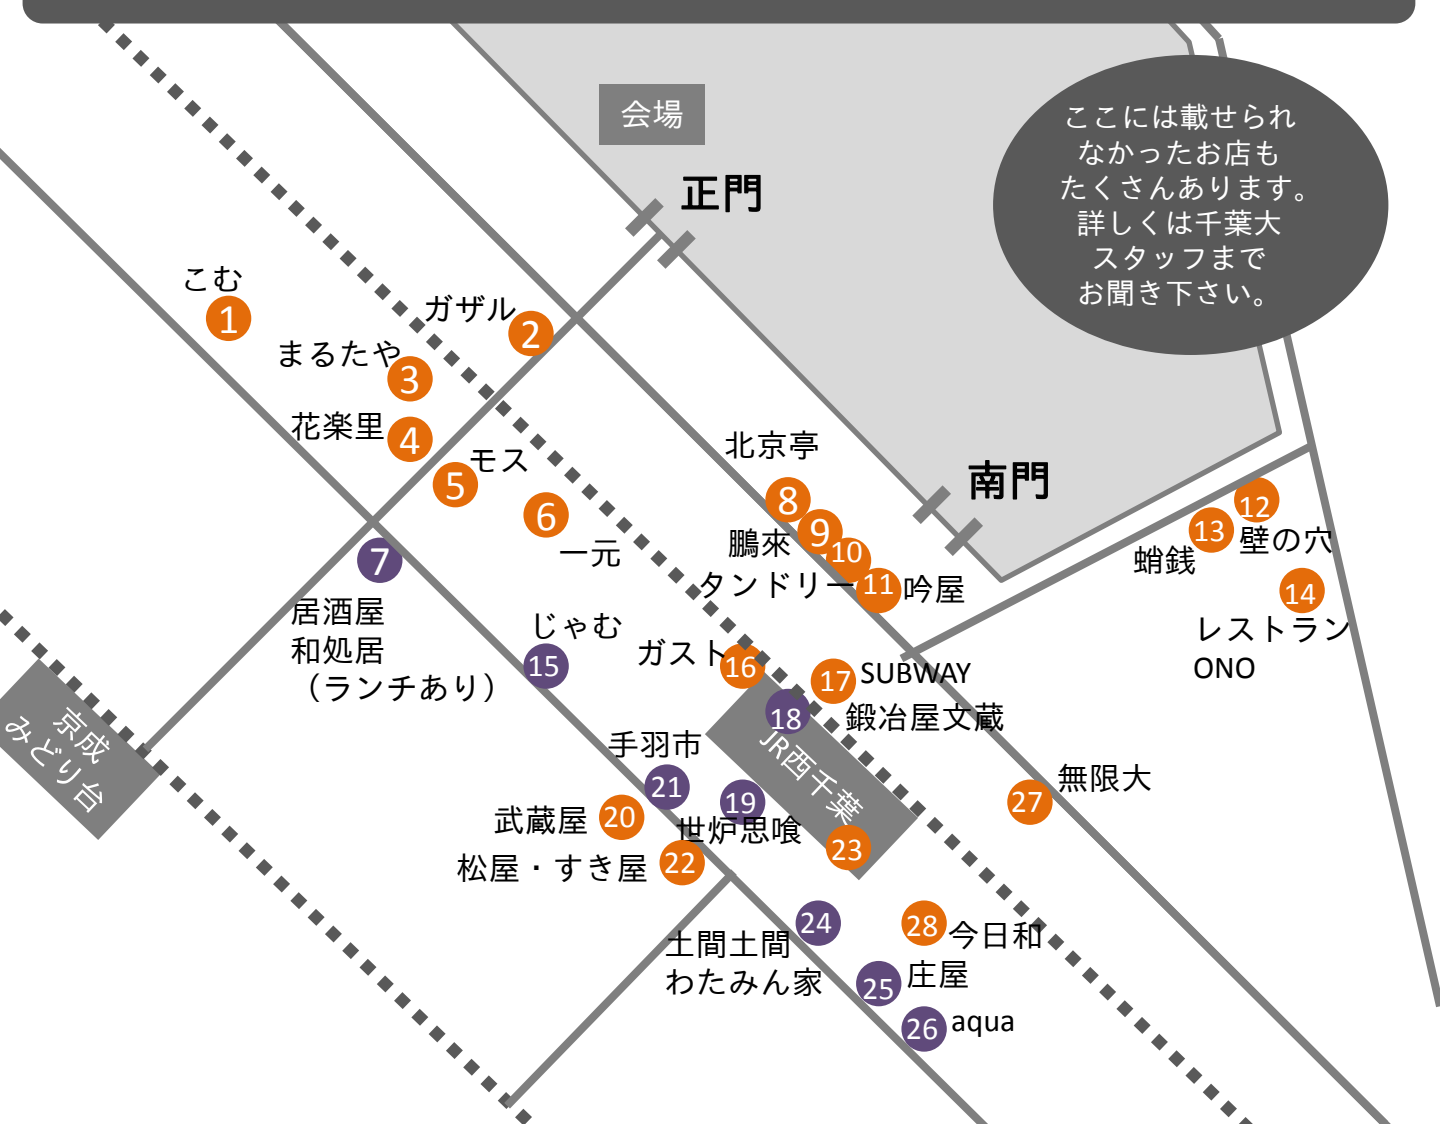 会場
ここには載せられ
なかったお店も
たくさんあります。
詳しくは千葉大
スタッフまで
お聞き下さい。
正門
こむ
1
ガザル
2
まるたや
3
花楽里
4
モス
5
6
一元
7
居酒屋
和処居
（ランチあり）
北京亭
8
鵬來
9
10
タンドリー
11
吟屋
南門
12
壁の穴
13
蛸銭
14
レストラン
ONO
じゃむ
15
ガスト
16
17
SUBWAY
18
鍛冶屋文蔵
JR西千葉
京成
みどり台
手羽市
21
19
世炉思喰
武蔵屋
20
松屋・すき屋
22
23
無限大
27
24
土間土間
わたみん家
28
今日和
25
庄屋
26
aqua